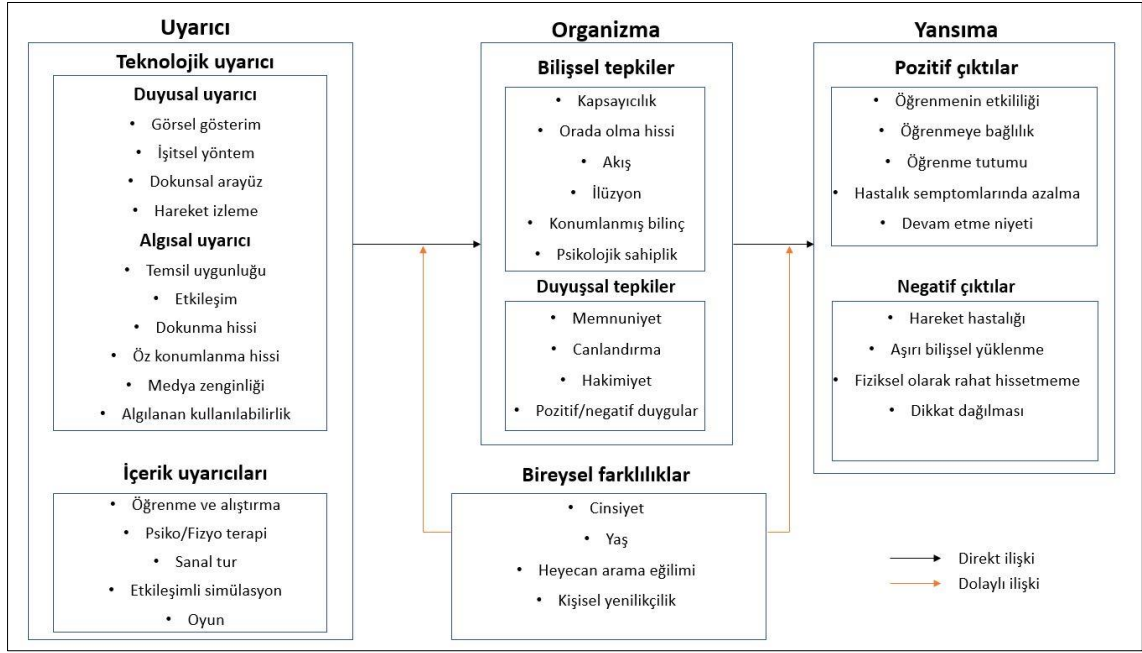 Uyarıcı
Teknolojik uyarıcı
Duyusal uyarıcı
• Görsel gösterim
• İşitsel yöntem
• Dokunsal arayüz
• Hareket izleme
Algısal uyarıcı
• Temsil uygunluğu
• Etkileşim
• Dokunma hissi
• Öz konumlanma hissi
• Medya zenginliği
• Algılanan kullanılabilirlik
İçerik uyarıcıları
• Öğrenme ve alıştırma
• Psiko/Fizyo terapi
• Sanal tur
• Etkileşimli simülasyon
• Oyun
Organizma
Bilişsel tepkiler
• Kapsayıcılık
• Orada olma hissi
• Akış
• İlüzyon
• Konumlanmış bilinç
• Psikolojik sahiplik
Duyuşsal tepkiler
• Memnuniyet
• Canlandırma
• Hakimiyet
• Pozitif/negatif duygular
Bireysel farklılıklar
• Cinsiyet
• Yaş
• Heyecan arama eğilimi
• Kişisel yenilikçilik
Yansıma
Pozitif çıktılar
• Öğrenmenin etkililiği
• Öğrenmeye bağlılık
• Öğrenme tutumu
• Hastalık semptomlarında azalma
• Devam etme niyeti
Negatif çıktılar
• Hareket hastalığı
• Aşırı bilişsel yüklenme
• Fiziksel olarak rahat hissetmeme
• Dikkat dağılması
Direkt ilişki
Dolaylı ilişki